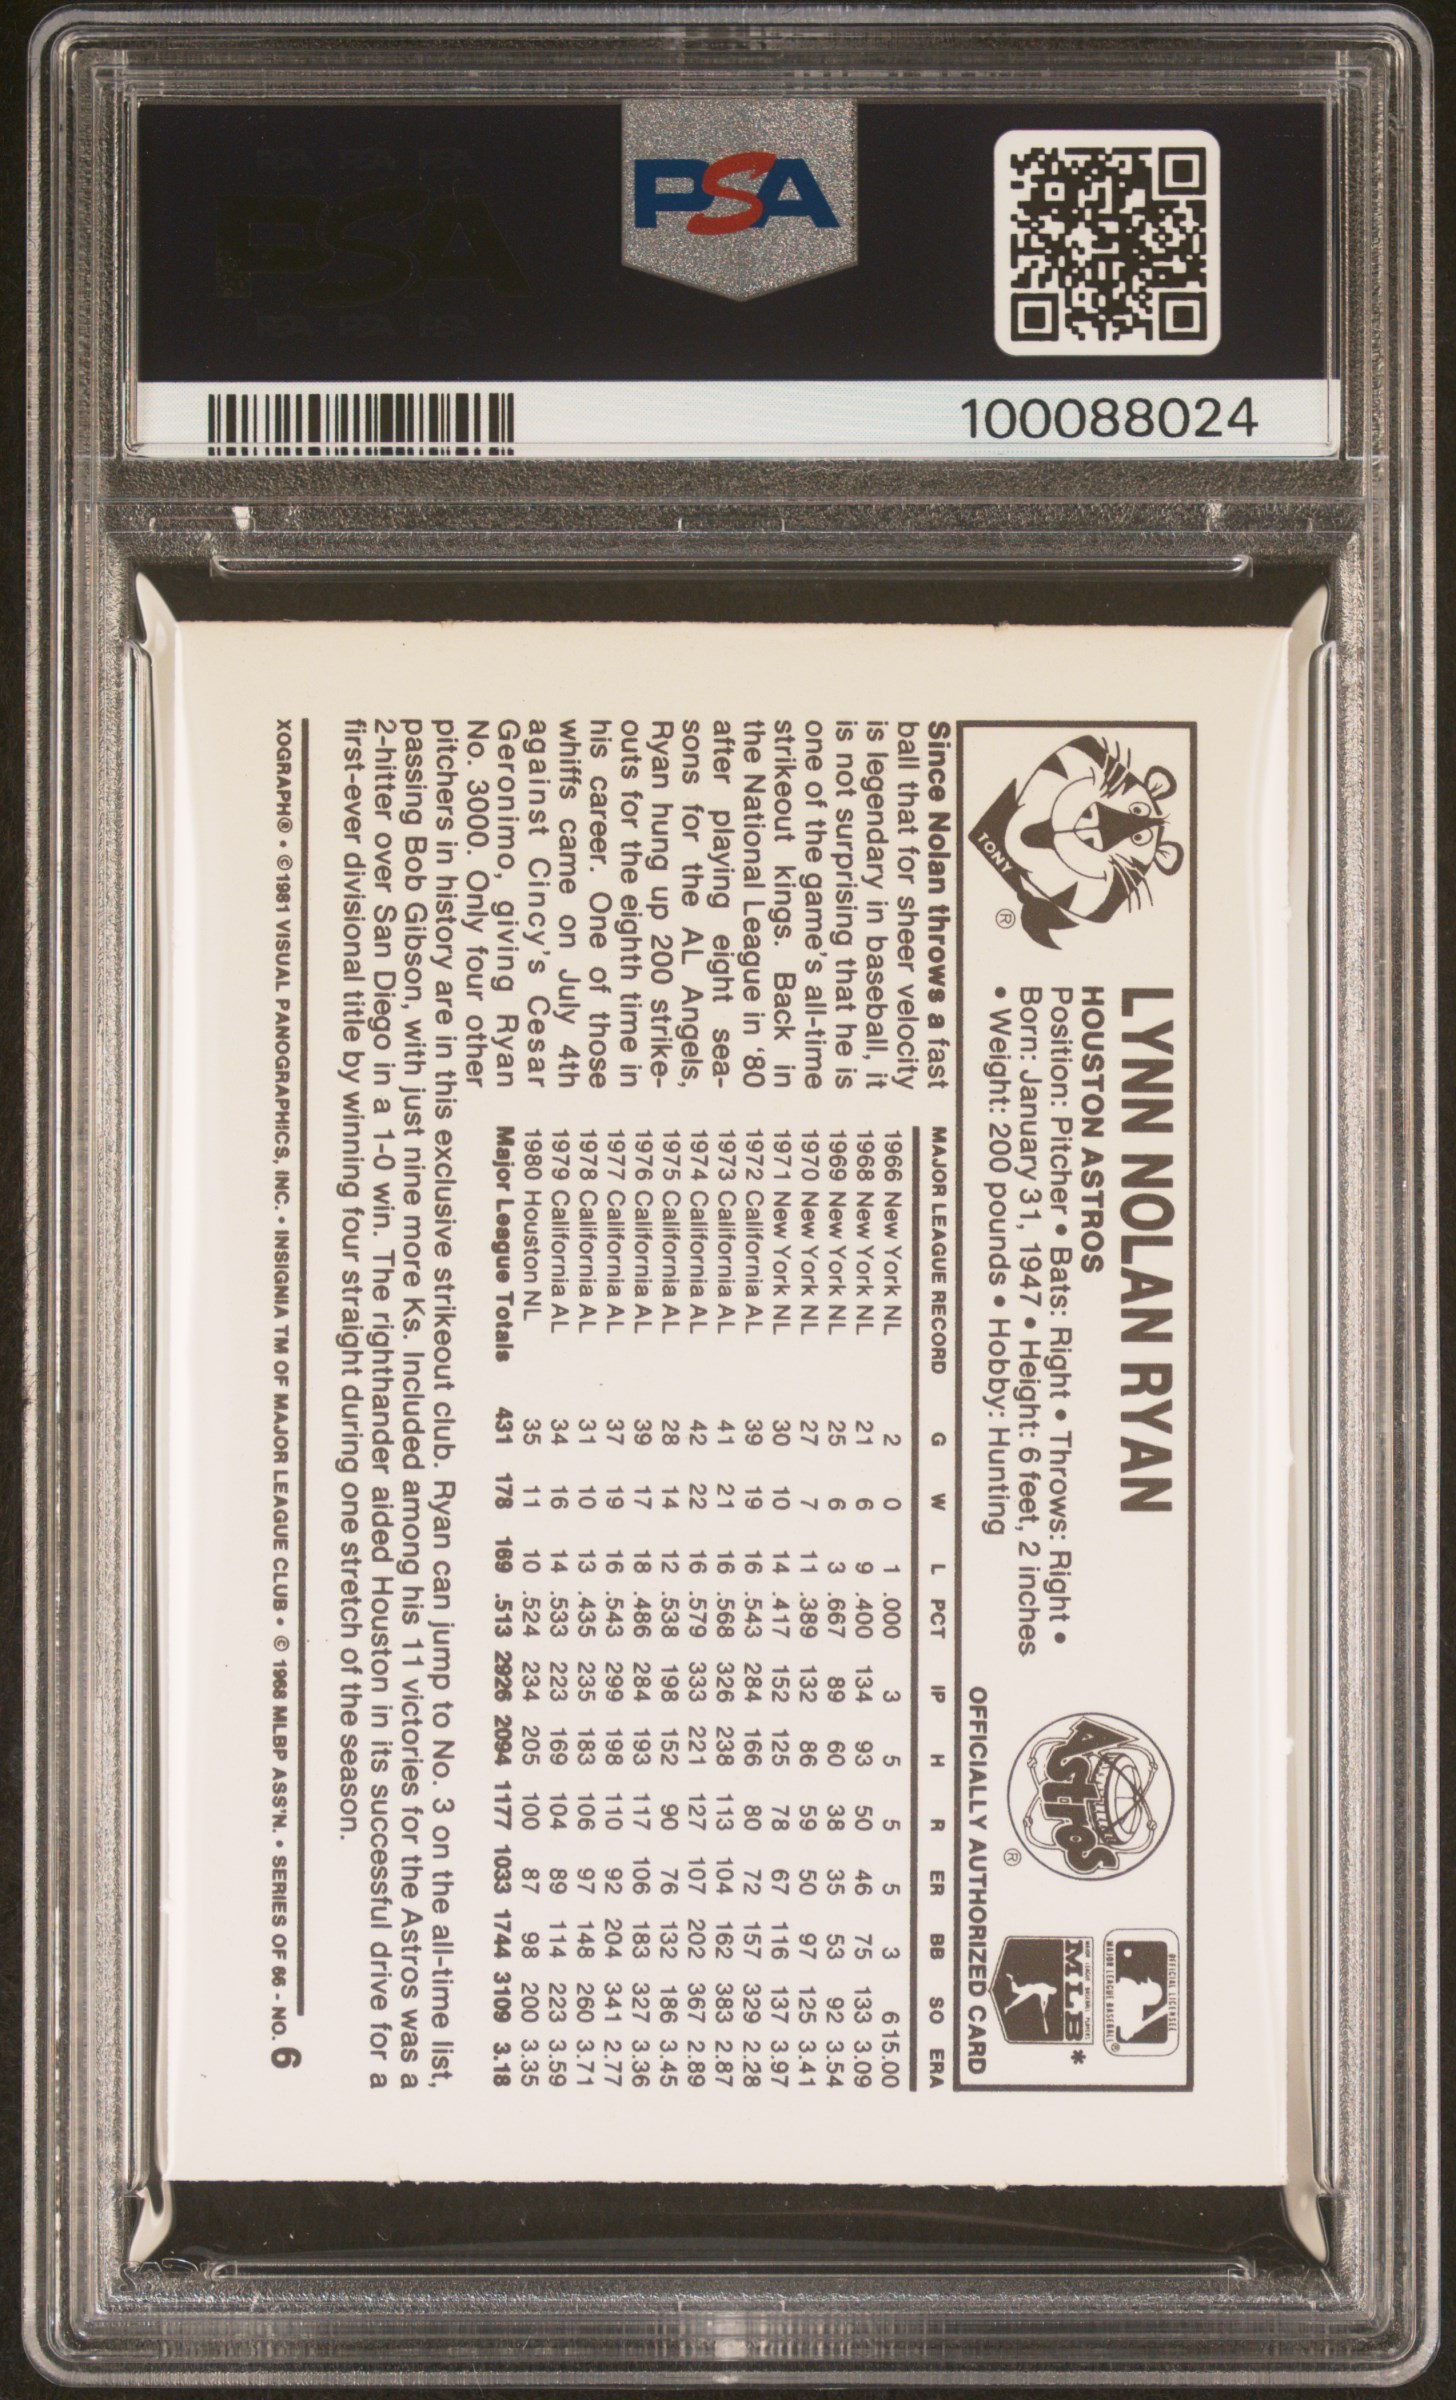 PSA
100088024
TONY
®
LYNN NOLAN RYAN
HOUSTON ASTROS
Position: Pitcher • Bats: Right • Throws: Right •
Born: January 31, 1947 • Height: 6 feet, 2 inches
• Weight: 200 pounds • Hobby: Hunting
Astros
®
OFFICIAL LICENSEE
MAJOR LEAGUE BASEBALL
®
MLB
*
OFFICIALLY AUTHORIZED CARD
Since Nolan throws a fast
ball that for sheer velocity
is legendary in baseball, it
is not surprising that he is
one of the game's all-time
strikeout kings. Back in
the National League in '80
after playing eight sea-
sons for the AL Angels,
Ryan hung up 200 strike-
outs for the eighth time in
his career. One of those
whiffs came on July 4th
against Cincy's Cesar
Geronimo, giving Ryan
No. 3000. Only four other
MAJOR LEAGUE RECORD G W L PCT IP H R ER BB SO ERA
1966 New York NL 2 0 1 .000 3 5 5 5 3 6 15.00
1968 New York NL 21 6 9 .400 134 93 50 46 75 133 3.09
1969 New York NL 25 6 3 .667 89 60 38 35 53 92 3.54
1970 New York NL 27 7 11 .389 132 86 59 50 97 125 3.41
1971 New York NL 30 10 14 .417 152 125 78 67 116 137 3.97
1972 California AL 39 19 16 .543 284 166 80 72 157 329 2.28
1973 California AL 41 21 16 .568 326 238 113 104 162 383 2.87
1974 California AL 42 22 16 .579 333 221 127 107 202 367 2.89
1975 California AL 28 14 12 .538 198 152 90 76 132 186 3.45
1976 California AL 39 17 18 .486 284 193 117 106 183 327 3.36
1977 California AL 37 19 16 .543 299 198 110 92 204 341 2.77
1978 California AL 31 10 13 .435 235 183 106 97 148 260 3.71
1979 California AL 34 16 14 .533 223 169 104 89 114 223 3.59
1980 Houston NL 35 11 10 .524 234 205 100 87 98 200 3.35
Major League Totals 431 178 169 .513 2926 2094 1177 1033 1744 3109 3.18
pitchers in history are in this exclusive strikeout club. Ryan can jump to No. 3 on the all-time list,
passing Bob Gibson, with just nine more Ks. Included among his 11 victories for the Astros was a
2-hitter over San Diego in a 1-0 win. The righthander aided Houston in its successful drive for a
first-ever divisional title by winning four straight during one stretch of the season.
XOGRAPH® • ©1981 VISUAL PANOGRAPHICS, INC. • INSIGNIA TM OF MAJOR LEAGUE CLUB • © 1968 MLBP ASS'N. • SERIES OF 66 - NO. 6